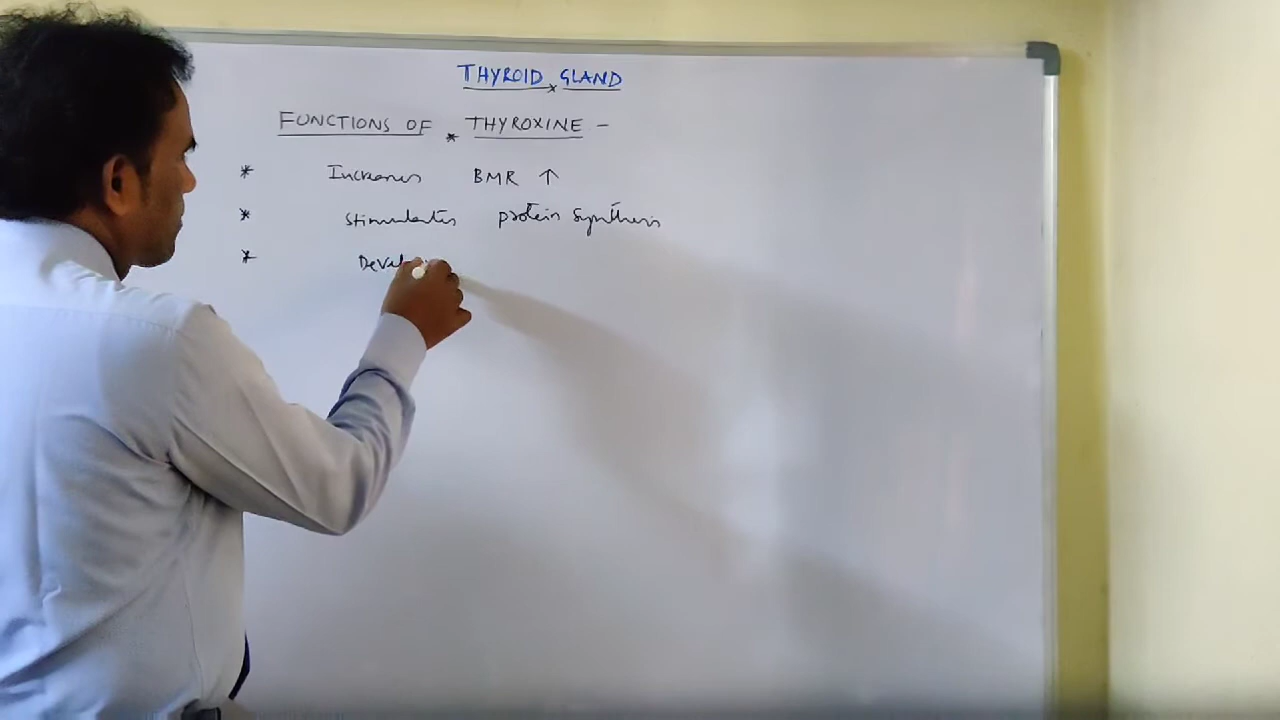 THYROID GLAND
FUNCTIONS OF THYROXINE -
* Increases BMR ↑
* Stimulates protein synthesis
*